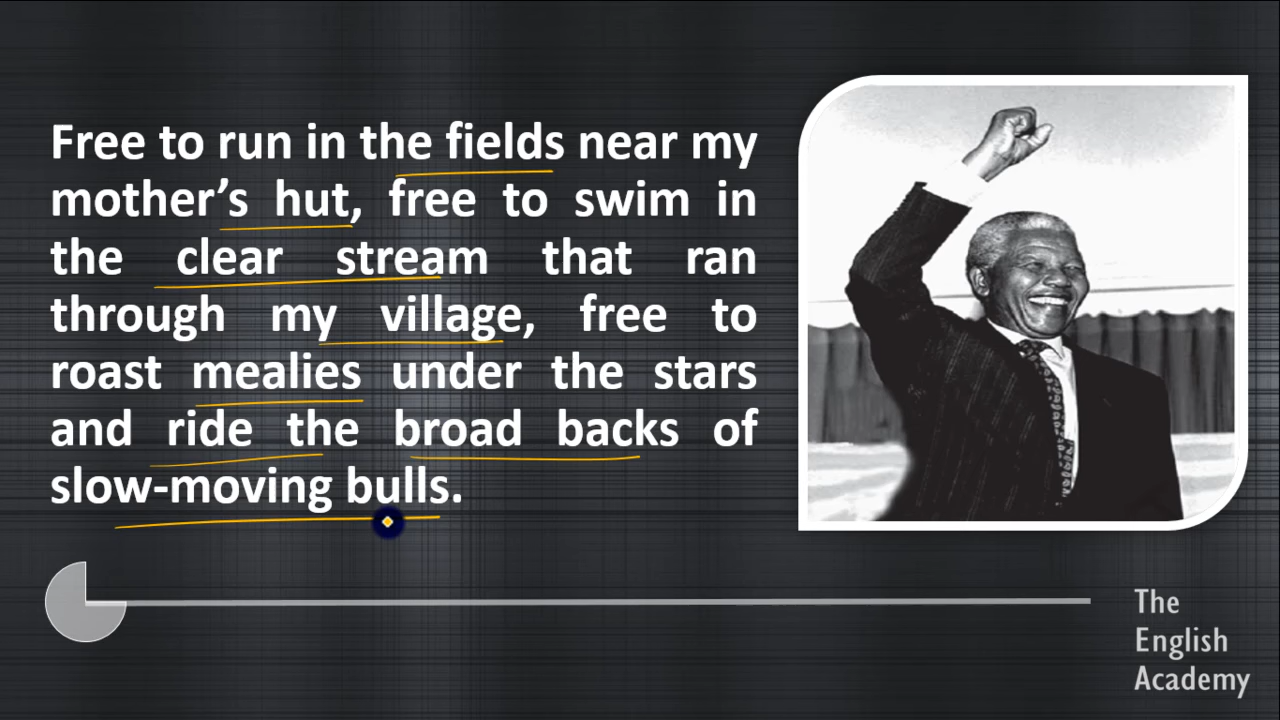 Free to run in the fields near my
mother’s hut, free to swim in
the clear stream that ran
through my village, free to
roast mealies under the stars
and ride the broad backs of
slow-moving bulls.
The
English
Academy